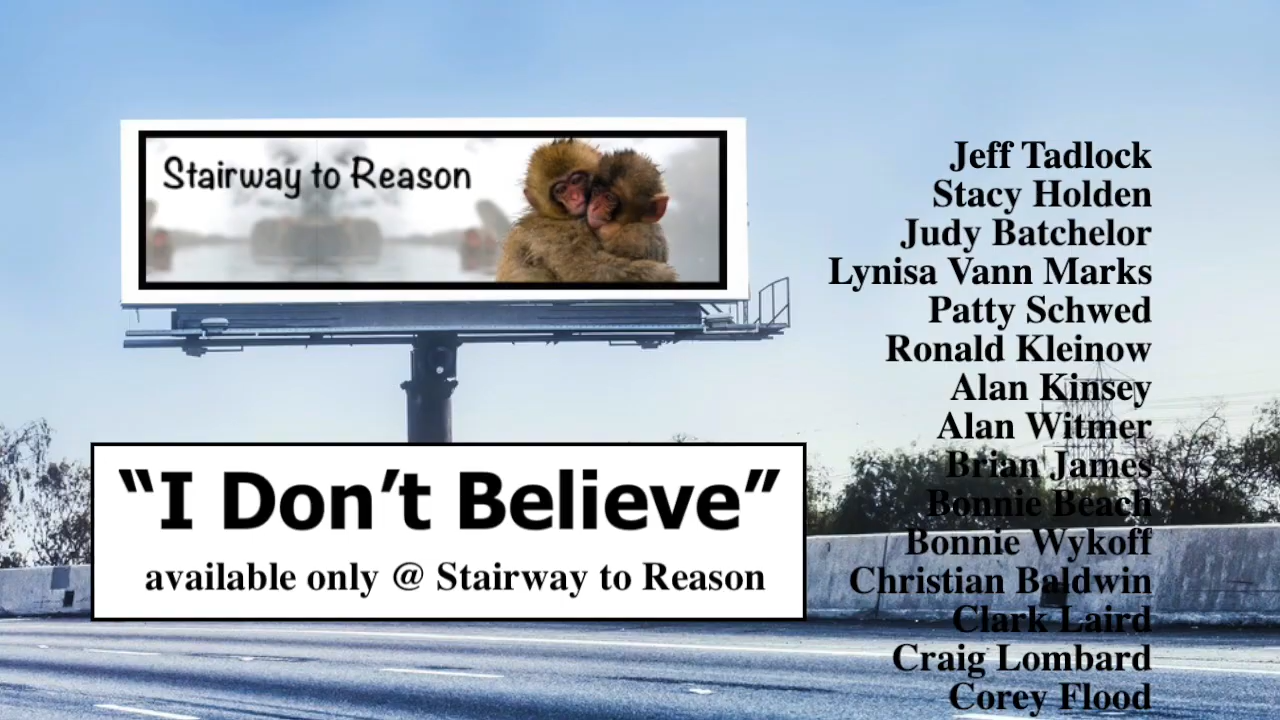 Stairway to Reason
“I Don’t Believe”
available only @ Stairway to Reason
Jeff Tadlock
Stacy Holden
Judy Batchelor
Lynisa Vann Marks
Patty Schwed
Ronald Kleinow
Alan Kinsey
Alan Witmer
Brian James
Bonnie Beach
Bonnie Wykoff
Christian Baldwin
Clark Laird
Craig Lombard
Corey Flood